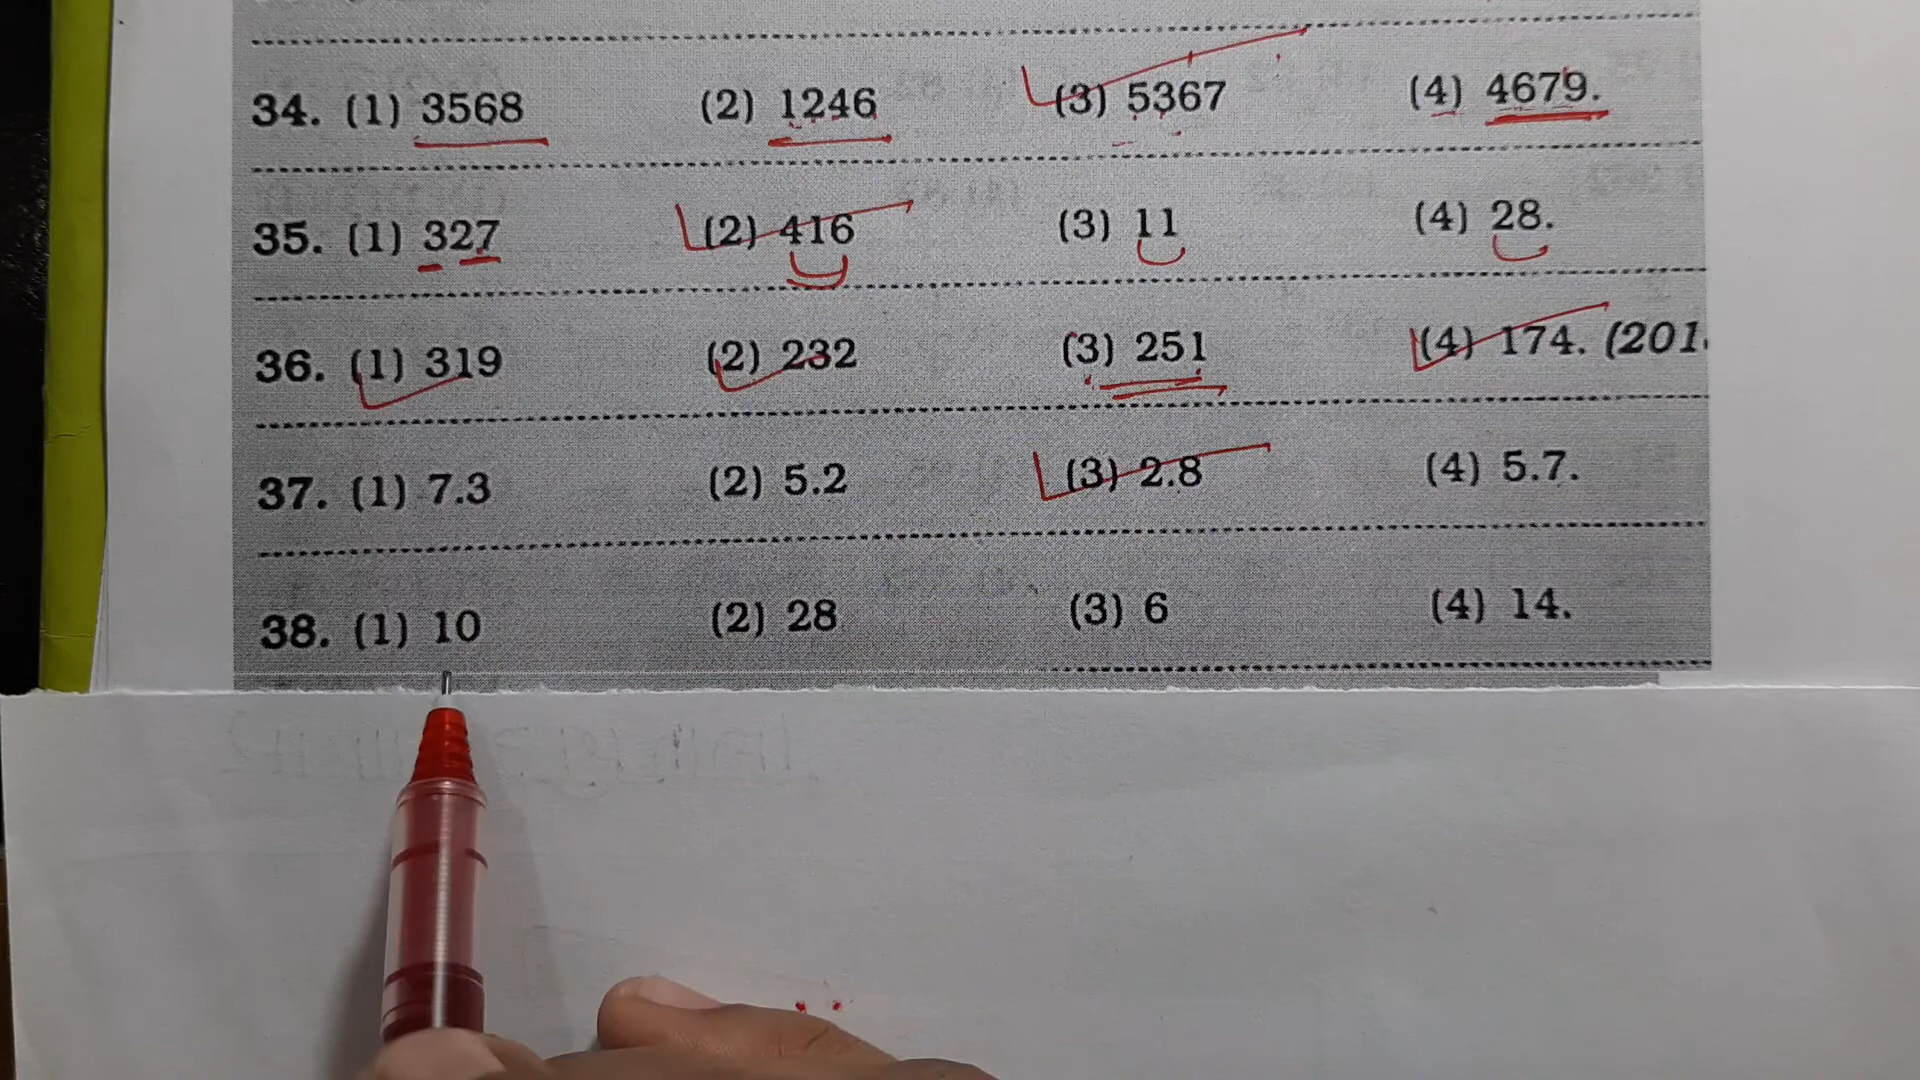 34. (1) 3568 (2) 1246 (3) 5367 (4) 4679.
35. (1) 327 (2) 416 (3) 11 (4) 28.
36. (1) 319 (2) 232 (3) 251 (4) 174. (201
37. (1) 7.3 (2) 5.2 (3) 2.8 (4) 5.7.
38. (1) 10 (2) 28 (3) 6 (4) 14.